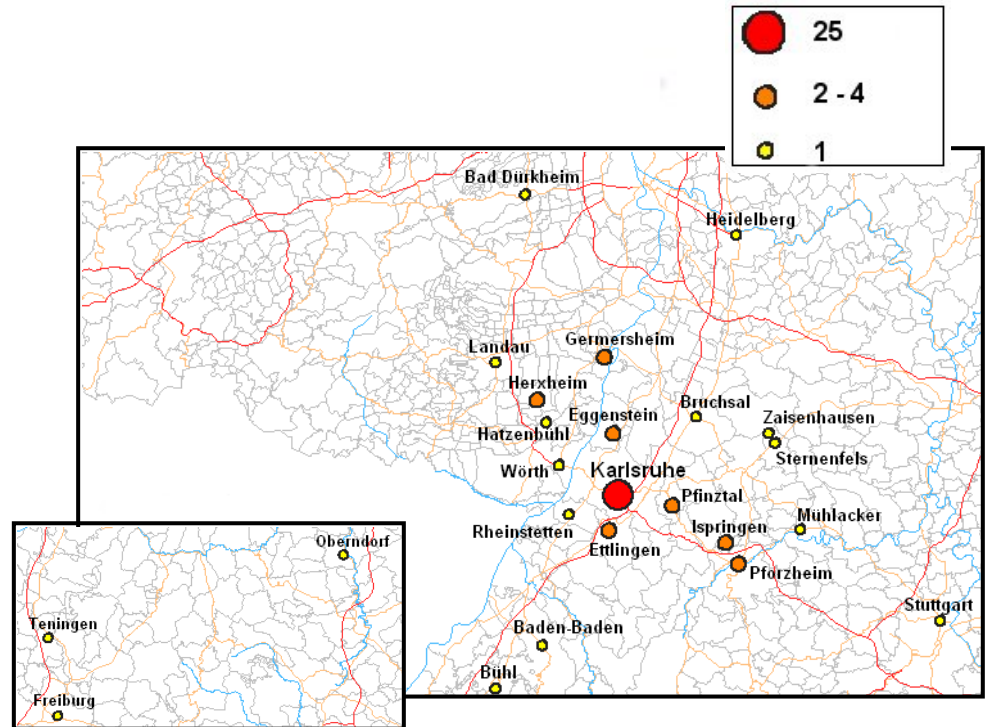 25
2 - 4
1
Bad Dürkheim
Heidelberg
Germersheim
Landau
Herxheim
Bruchsal
Eggenstein
Zaisenhausen
Hatzenbühl
Sternenfels
Wörth
Karlsruhe
Pfinztal
Mühlacker
Rheinstetten
Ispringen
Ettlingen
Pforzheim
Stuttgart
Baden-Baden
Bühl
Oberndorf
Teningen
Freiburg